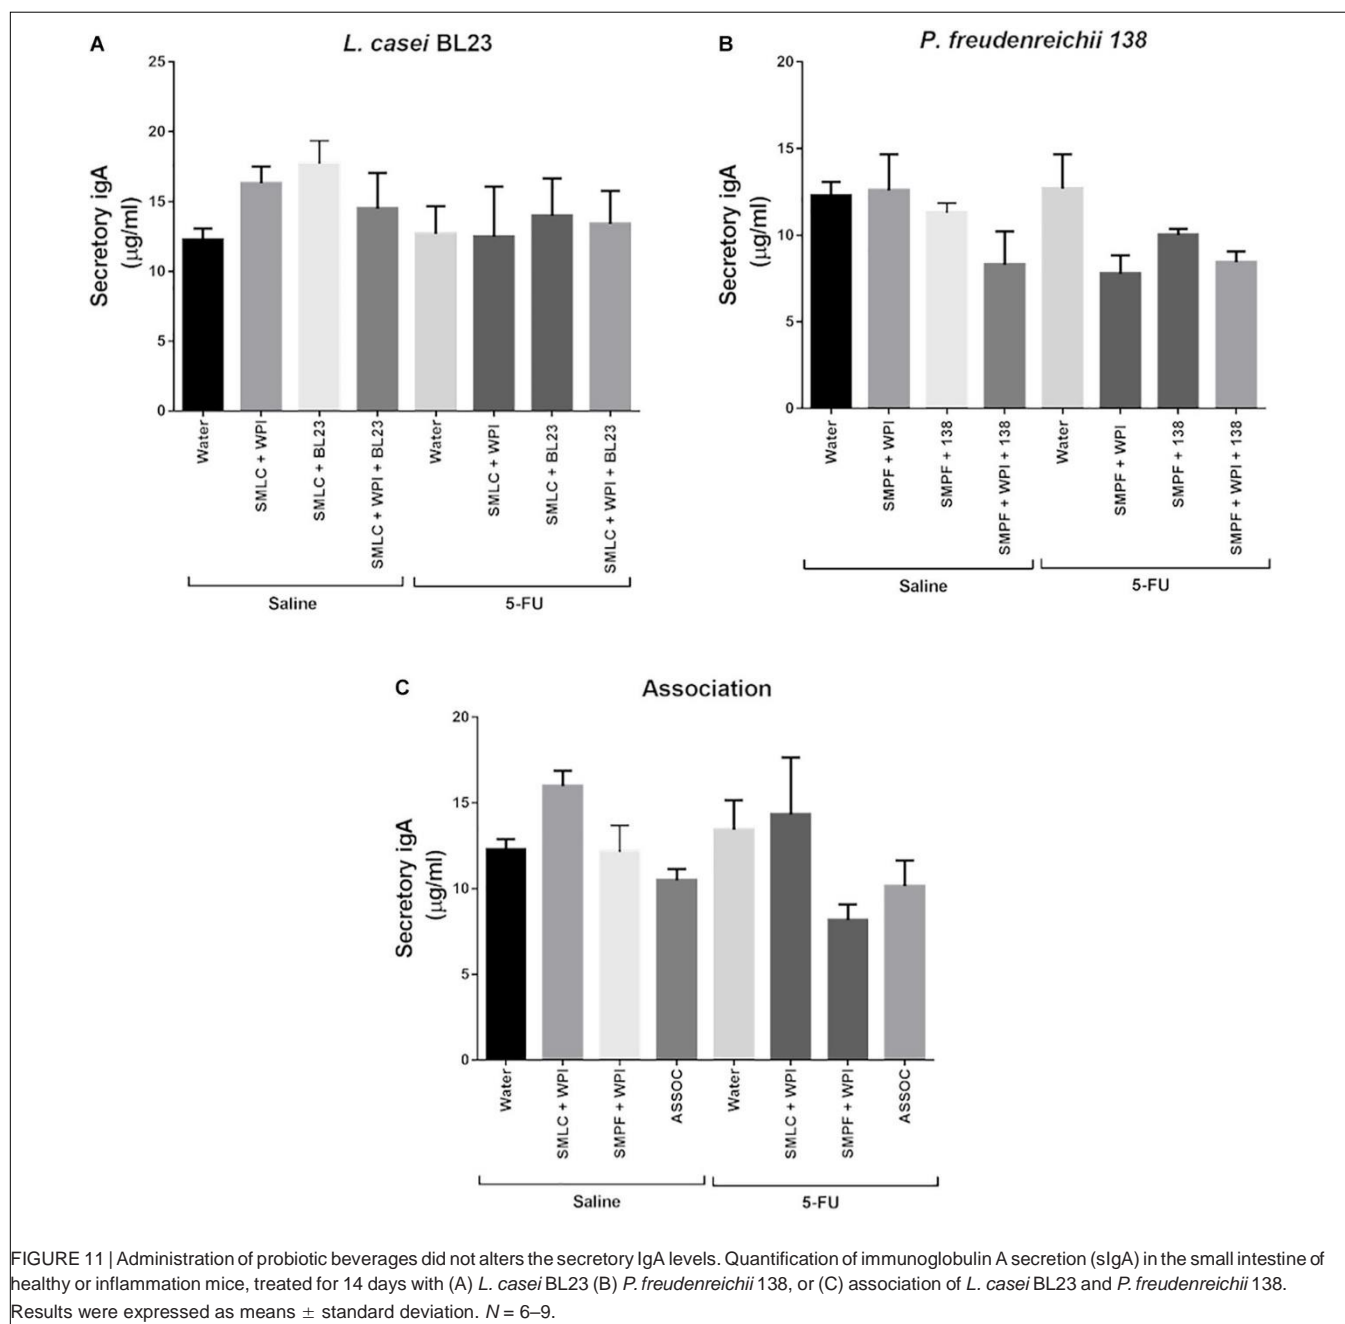 A
L. casei BL23
Secretory igA
(µg/ml)
25
20
15
10
5
0
Water
SMLC + WPI
SMLC + BL23
SMLC + WPI + BL23
Water
SMLC + WPI
SMLC + BL23
SMLC + WPI + BL23
Saline
5-FU
B
P. freudenreichii 138
Secretory igA
(µg/ml)
20
15
10
5
0
Water
SMPF + WPI
SMPF + 138
SMPF + WPI + 138
Water
SMPF + WPI
SMPF + 138
SMPF + WPI + 138
Saline
5-FU
C
Association
Secretory igA
(µg/ml)
20
15
10
5
0
Water
SMLC + WPI
SMPF + WPI
ASSOC
Water
SMLC + WPI
SMPF + WPI
ASSOC
Saline
5-FU
FIGURE 11 | Administration of probiotic beverages did not alters the secretory IgA levels. Quantification of immunoglobulin A secretion (sIgA) in the small intestine of
healthy or inflammation mice, treated for 14 days with (A) L. casei BL23 (B) P. freudenreichii 138, or (C) association of L. casei BL23 and P. freudenreichii 138.
Results were expressed as means ± standard deviation. N = 6–9.